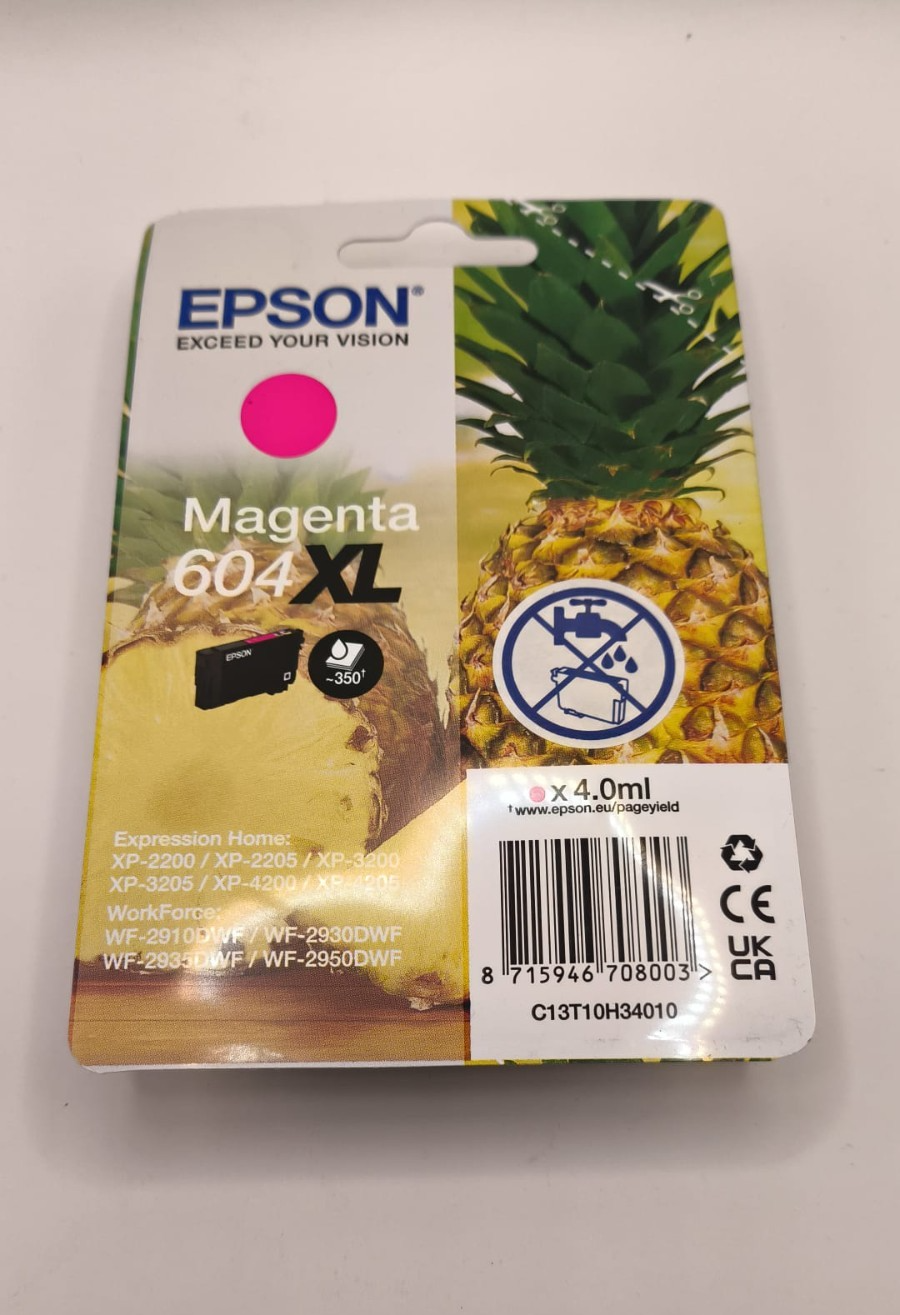 EPSON®
EXCEED YOUR VISION
Magenta
604XL
EPSON
~350†
Expression Home:
XP-2200 / XP-2205 / XP-3200
XP-3205 / XP-4200 / XP-4205
WorkForce:
WF-2910DWF / WF-2930DWF
WF-2935DWF / WF-2950DWF
x 4.0ml
†www.epson.eu/pageyield
8 715946 708003 >
C13T10H34010
CE
UK
CA